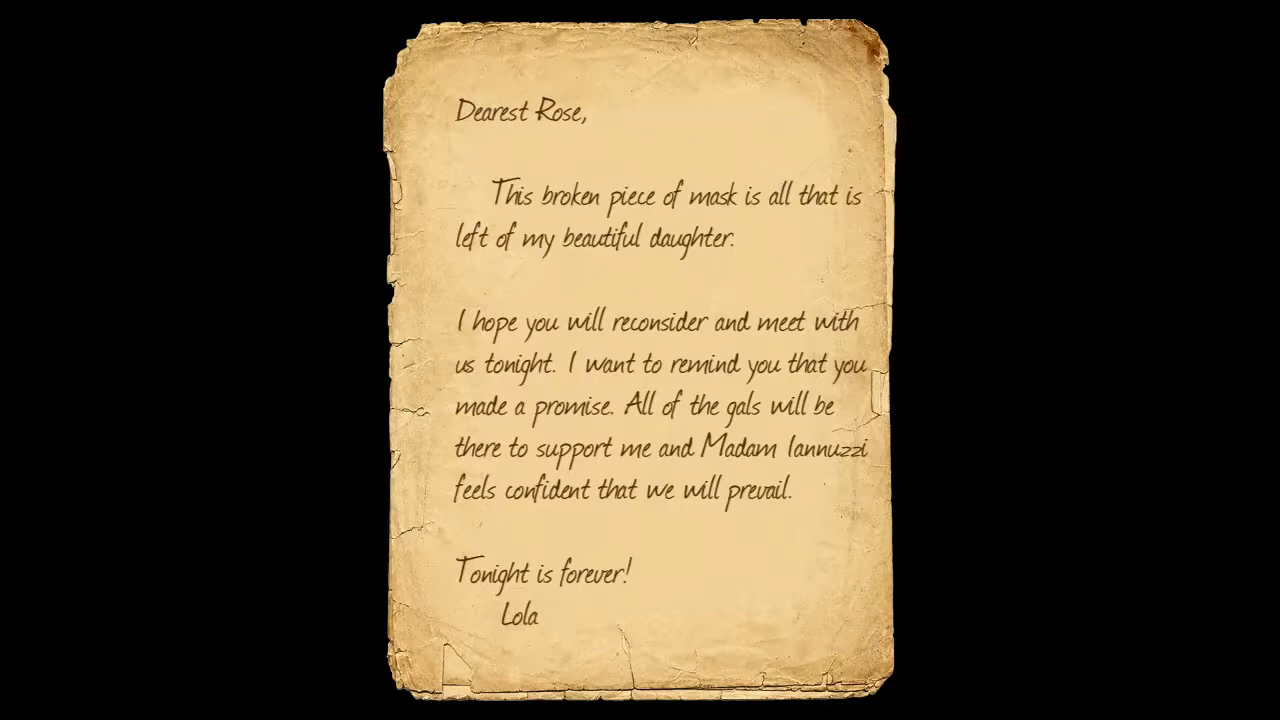 Dearest Rose,
This broken piece of mask is all that is
left of my beautiful daughter.
I hope you will reconsider and meet with
us tonight. I want to remind you that you
made a promise. All of the gals will be
there to support me and Madam Iannuzzi
feels confident that we will prevail.
Tonight is forever!
Lola